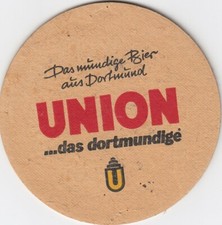 Das mündige Bier
aus Dortmund
UNION
...das dortmundige
U